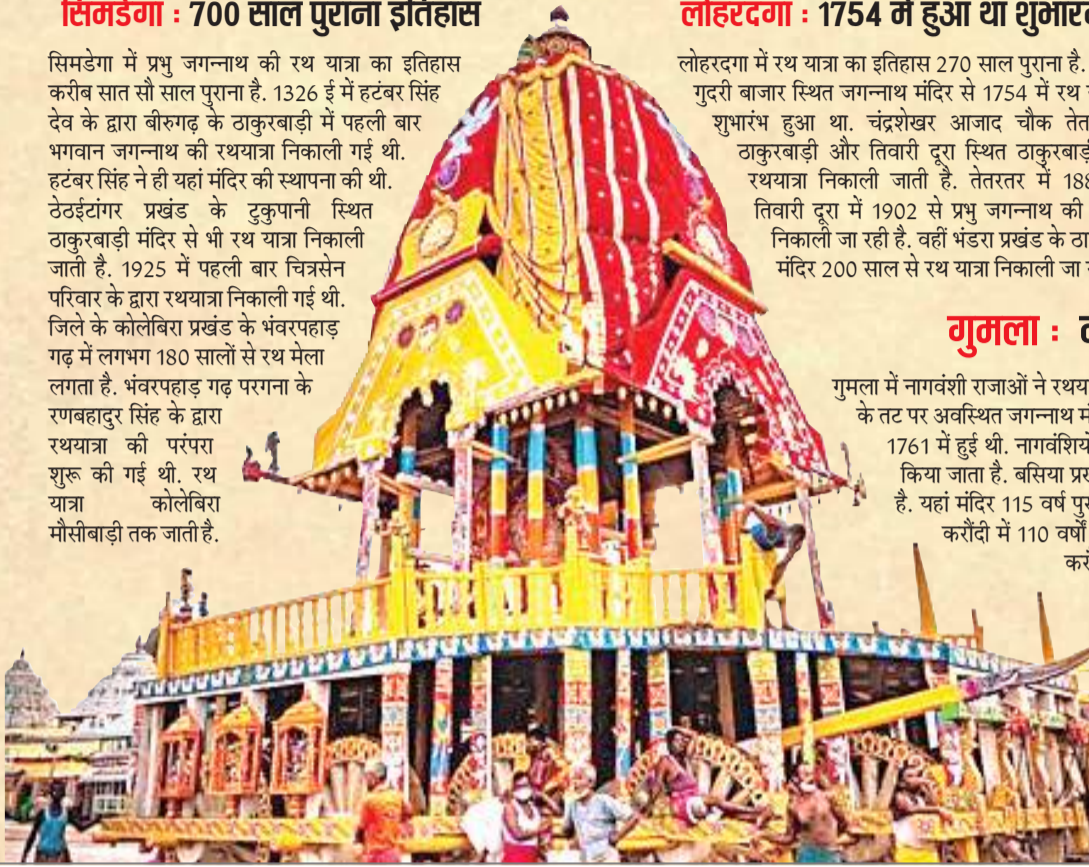 सिमडेगा : 700 साल पुराना इतिहास
सिमडेगा में प्रभु जगन्नाथ की रथ यात्रा का इतिहास
करीब सात सौ साल पुराना है. 1326 ई में हटंबर सिंह
देव के द्वारा बीरुगढ़ के ठाकुरबाड़ी में पहली बार
भगवान जगन्नाथ की रथयात्रा निकाली गई थी.
हटंबर सिंह ने ही यहां मंदिर की स्थापना की थी.
ठेठईटांगर प्रखंड के टुकुपानी स्थित
ठाकुरबाड़ी मंदिर से भी रथ यात्रा निकाली
जाती है. 1925 में पहली बार चित्रसेन
परिवार के द्वारा रथयात्रा निकाली गई थी.
जिले के कोलेबिरा प्रखंड के भंवरपहाड़
गढ़ में लगभग 180 सालों से रथ मेला
लगता है. भंवरपहाड़ गढ़ परगना के
रणबहादुर सिंह के द्वारा
रथयात्रा की परंपरा
शुरू की गई थी. रथ
यात्रा कोलेबिरा
मौसीबाड़ी तक जाती है.
लोहरदगा : 1754 में हुआ था
लोहरदगा में रथ यात्रा का इतिहास 270 साल पुराना है.
गुदरी बाजार स्थित जगन्नाथ मंदिर से 1754 में रथ
शुभारंभ हुआ था. चंद्रशेखर आजाद चौक
ठाकुरबाड़ी और तिवारी दूरा स्थित
रथयात्रा निकाली जाती है. तेतरतर में
तिवारी दूरा में 1902 से प्रभु जगन्नाथ की
निकाली जा रही है. वहीं भंडरा प्रखंड के
मंदिर 200 साल से रथ यात्रा निकाली जा
गुमला :
गुमला में नागवंशी राजाओं ने
के तट पर अवस्थित जगन्नाथ
1761 में हुई थी.
किया जाता है. बसिया
है. यहां मंदिर 115 वर्ष
करौंदी में 110 वर्षों